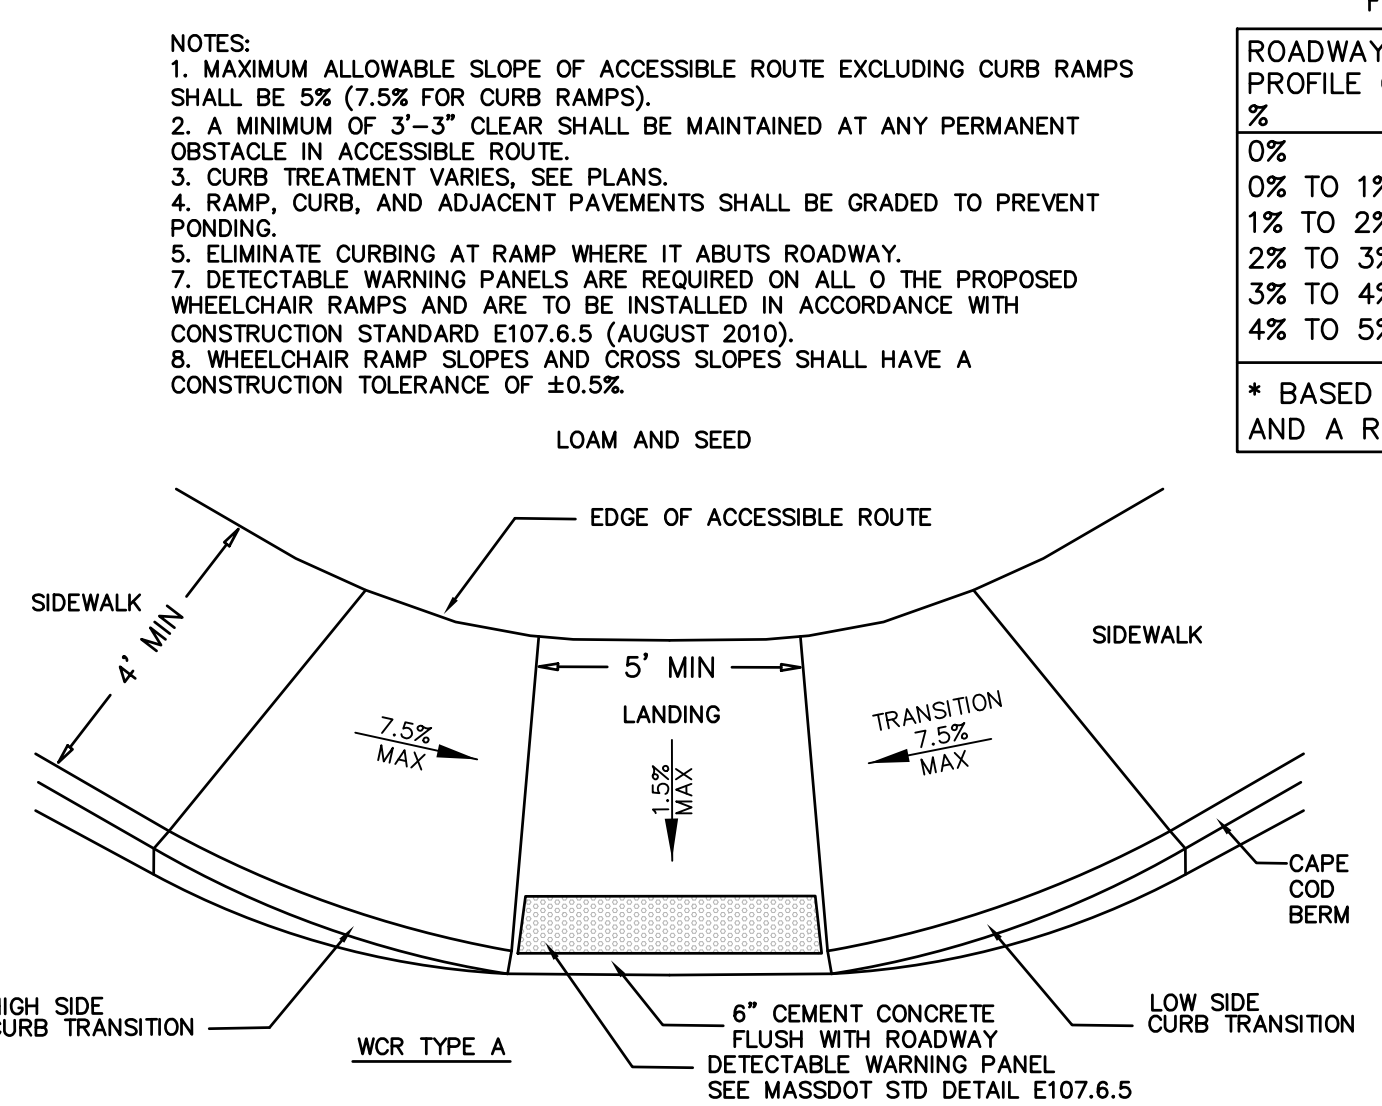 NOTES:
1. MAXIMUM ALLOWABLE SLOPE OF ACCESSIBLE ROUTE EXCLUDING CURB RAMPS
SHALL BE 5% (7.5% FOR CURB RAMPS).
2. A MINIMUM OF 3'-3" CLEAR SHALL BE MAINTAINED AT ANY PERMANENT
OBSTACLE IN ACCESSIBLE ROUTE.
3. CURB TREATMENT VARIES, SEE PLANS.
4. RAMP, CURB, AND ADJACENT PAVEMENTS SHALL BE GRADED TO PREVENT
PONDING.
5. ELIMINATE CURBING AT RAMP WHERE IT ABUTS ROADWAY.
7. DETECTABLE WARNING PANELS ARE REQUIRED ON ALL O THE PROPOSED
WHEELCHAIR RAMPS AND ARE TO BE INSTALLED IN ACCORDANCE WITH
CONSTRUCTION STANDARD E107.6.5 (AUGUST 2010).
8. WHEELCHAIR RAMP SLOPES AND CROSS SLOPES SHALL HAVE A
CONSTRUCTION TOLERANCE OF ±0.5%.
ROADWAY
PROFILE
%
0%
0% TO 1%
1% TO 2%
2% TO 3%
3% TO 4%
4% TO 5%
* BASED
AND A R
LOAM AND SEED
EDGE OF ACCESSIBLE ROUTE
SIDEWALK
4' MIN
5' MIN
SIDEWALK
LANDING
7.5%
MAX
1.5%
MAX
TRANSITION
7.5%
MAX
CAPE
COD
BERM
HIGH SIDE
CURB TRANSITION
WCR TYPE A
6" CEMENT CONCRETE
FLUSH WITH ROADWAY
DETECTABLE WARNING PANEL
SEE MASSDOT STD DETAIL E107.6.5
LOW SIDE
CURB TRANSITION